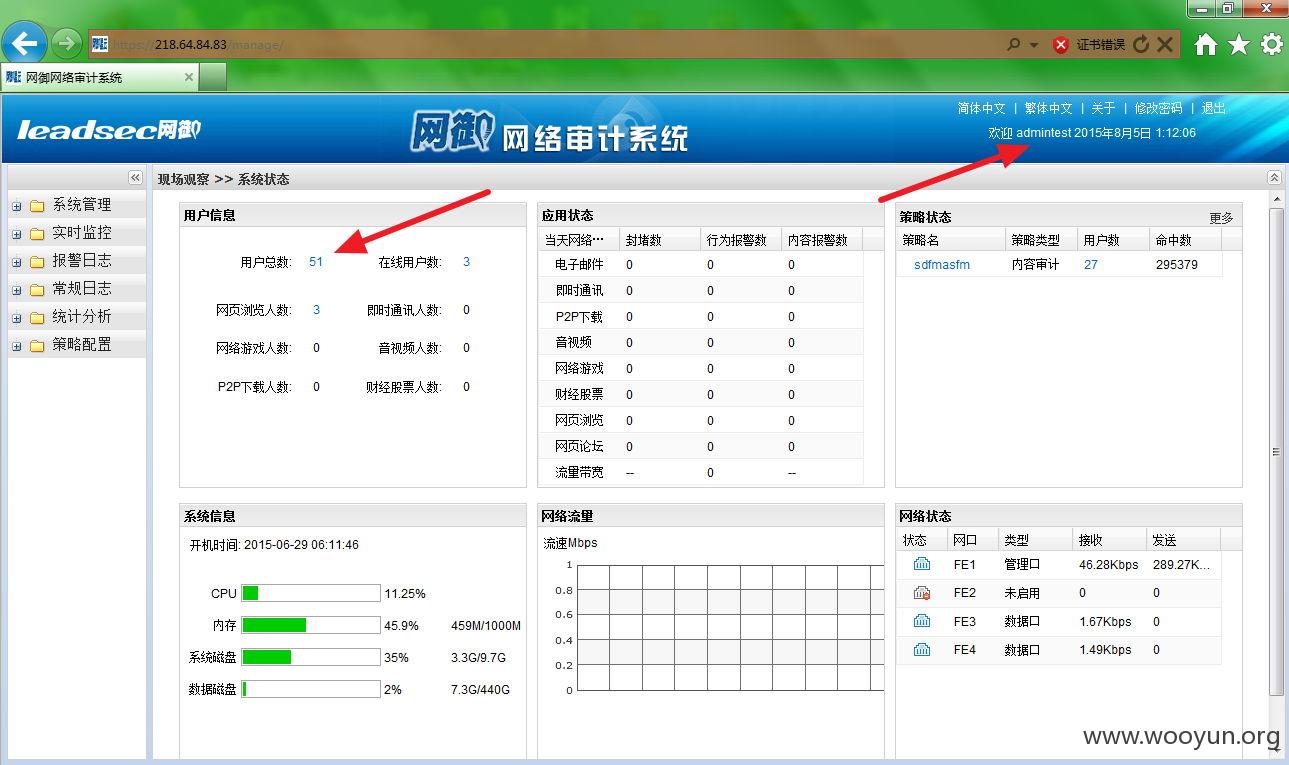 https://218.64.84.83/manage/
证书错误
网御网络审计系统
leadsec网御
网御 网络审计系统
简体中文 | 繁体中文 | 关于 | 修改密码 | 退出
欢迎 admintest 2015年8月5日 1:12:06
现场观察 >> 系统状态
系统管理
实时监控
报警日志
常规日志
统计分析
策略配置
用户信息
用户总数: 51 在线用户数: 3
网页浏览人数: 3 即时通讯人数: 0
网络游戏人数: 0 音视频人数: 0
P2P下载人数: 0 财经股票人数: 0
应用状态
当天网络… 封堵数 行为报警数 内容报警数
电子邮件 0 0 0
即时通讯 0 0 0
P2P下载 0 0 0
音视频 0 0 0
网络游戏 0 0 0
财经股票 0 0 0
网页浏览 0 0 0
网页论坛 0 0 0
流量带宽 -- 0 --
策略状态 更多
策略名 策略类型 用户数 命中数
sdfmasfm 内容审计 27 295379
系统信息
开机时间: 2015-06-29 06:11:46
CPU 11.25%
内存 45.9% 459M/1000M
系统磁盘 35% 3.3G/9.7G
数据磁盘 2% 7.3G/440G
网络流量
流速Mbps
1
0.8
0.6
0.4
0.2
0
网络状态
状态 网口 类型 接收 发送
FE1 管理口 46.28Kbps 289.27K...
FE2 未启用 0 0
FE3 数据口 1.67Kbps 0
FE4 数据口 1.49Kbps 0
www.wooyun.org